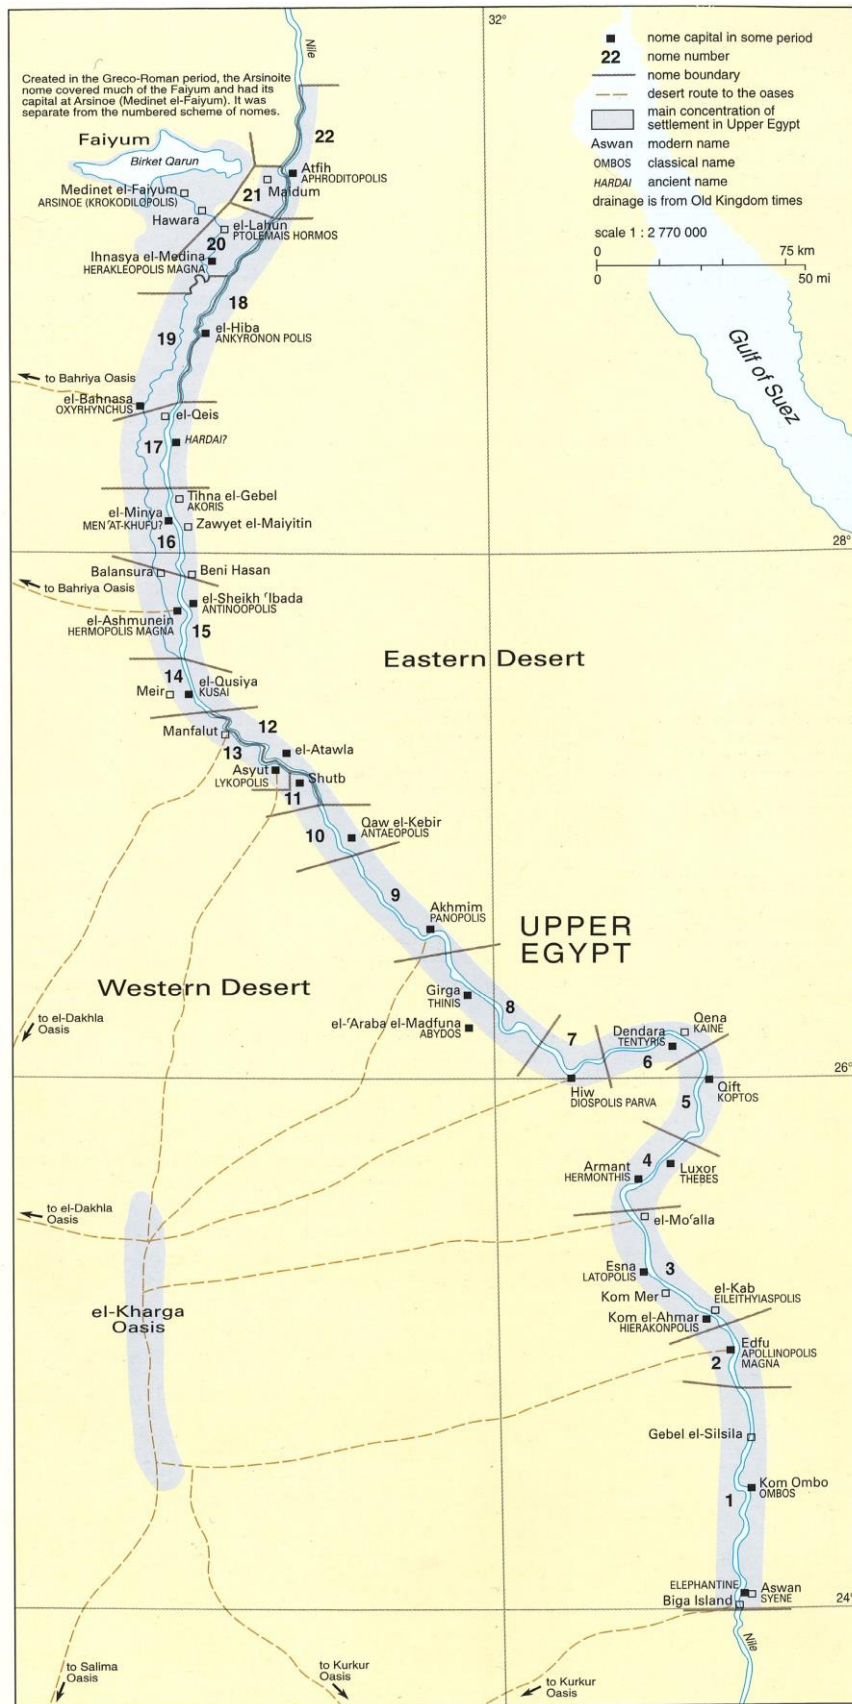 32°
Nile
nome capital in some period
22
nome number
nome boundary
desert route to the oases
main concentration of
settlement in Upper Egypt
Aswan
modern name
OMBOS
classical name
HARDAI
ancient name
drainage is from Old Kingdom times
scale 1 : 2 770 000
0
75 km
0
50 mi
Created in the Greco-Roman period, the Arsinoite
nome covered much of the Faiyum and had its
capital at Arsinoe (Medinet el-Faiyum). It was
separate from the numbered scheme of nomes.
22
Faiyum
Birket Qarun
Atfih
APHRODITOPOLIS
21
Maidum
Medinet el-Faiyum
ARSINOE (KROKODILOPOLIS)
Hawara
el-Lahun
PTOLEMAIS HORMOS
20
Ihnasya el-Medina
HERAKLEOPOLIS MAGNA
18
19
el-Hiba
ANKYRONON POLIS
Gulf of Suez
to Bahriya Oasis
el-Bahnasa
OXYRHYNCHUS
el-Qeis
17
HARDAI?
Tihna el-Gebel
AKORIS
el-Minya
MEN'AT-KHUFU?
Zawyet el-Maiyitin
16
28°
Balansura
Beni Hasan
to Bahriya Oasis
el-Sheikh 'Ibada
ANTINOOPOLIS
el-Ashmunein
HERMOPOLIS MAGNA
15
Eastern Desert
14
Meir
el-Qusiya
KUSAI
12
Manfalut
13
el-Atawla
Asyut
LYKOPOLIS
Shutb
11
10
Qaw el-Kebir
ANTAEOPOLIS
9
Akhmim
PANOPOLIS
UPPER
EGYPT
Western Desert
Girga
THINIS
8
el-'Araba el-Madfuna
ABYDOS
to el-Dakhla
Oasis
7
Qena
KAINE
Dendara
TENTYRIS
6
26°
Hiw
DIOSPOLIS PARVA
Qift
KOPTOS
5
4
Armant
HERMONTHIS
Luxor
THEBES
to el-Dakhla
Oasis
el-Mo'alla
Esna
LATOPOLIS
3
Kom Mer
el-Kab
EILEITHYIASPOLIS
Kom el-Ahmar
HIERAKONPOLIS
el-Kharga
Oasis
2
Edfu
APOLLINOPOLIS
MAGNA
Gebel el-Silsila
Kom Ombo
OMBOS
1
ELEPHANTINE
Aswan
SYENE
Biga Island
24°
Nile
to Salima
Oasis
to Kurkur
Oasis
to Kurkur
Oasis